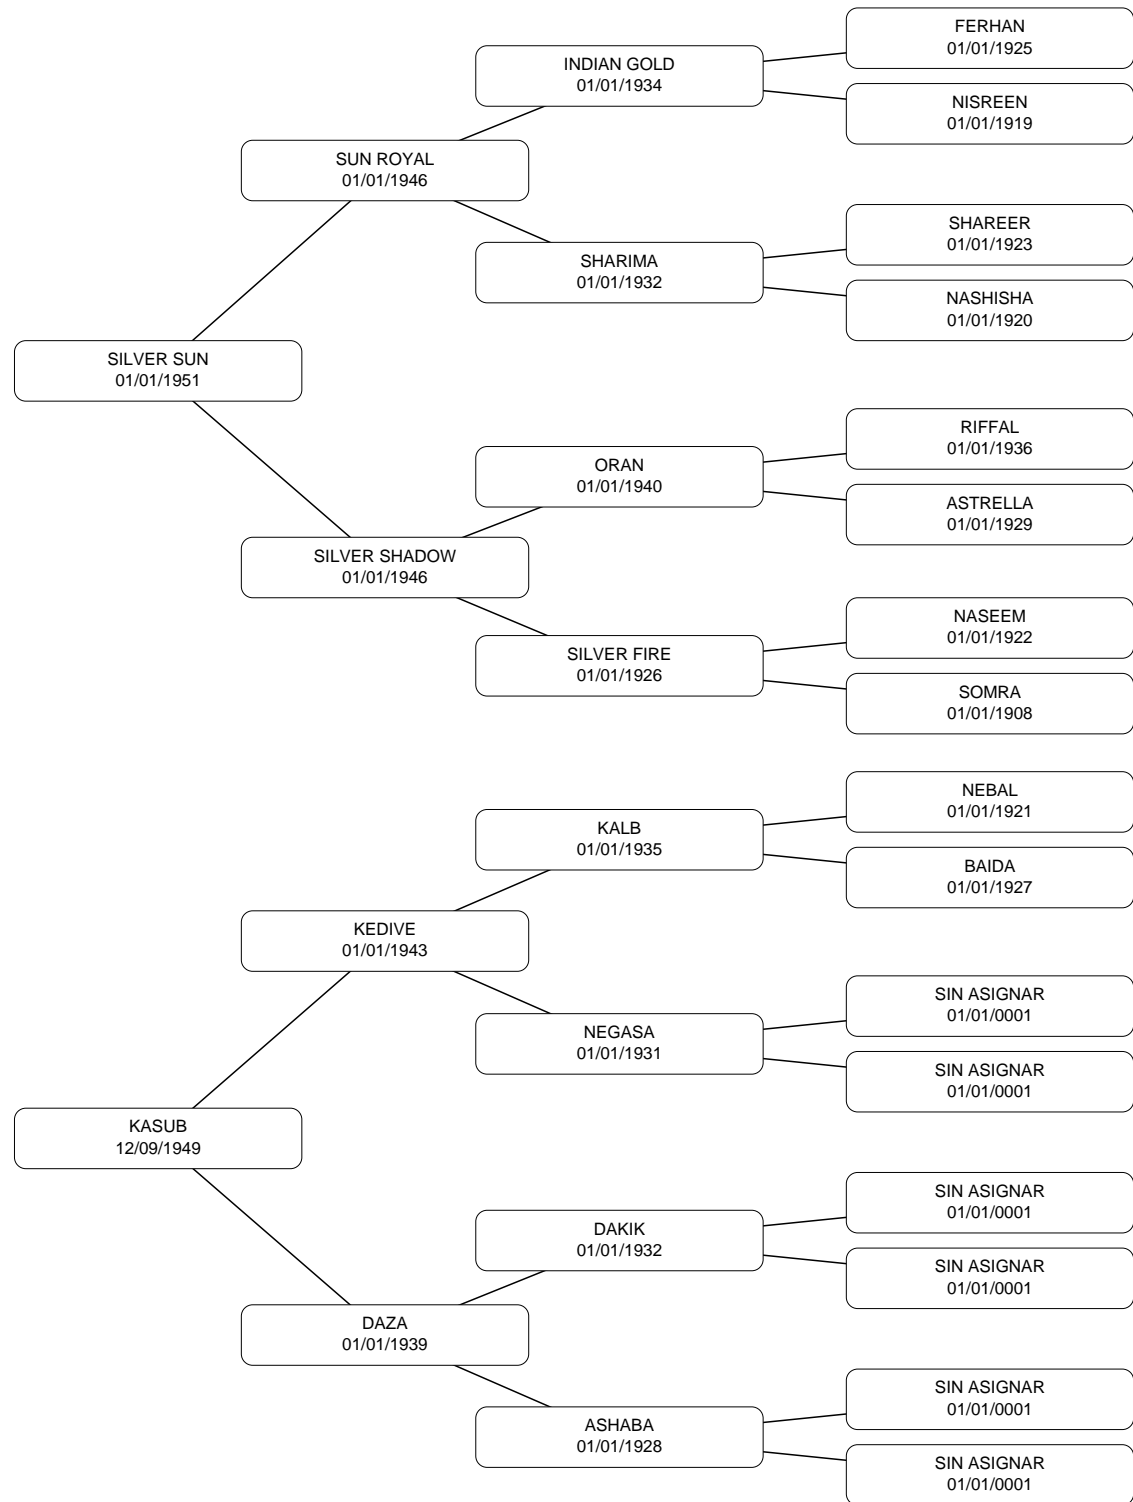 FERHAN
01/01/1925
INDIAN GOLD
01/01/1934
NISREEN
01/01/1919
SUN ROYAL
01/01/1946
SHAREER
01/01/1923
SHARIMA
01/01/1932
NASHISHA
01/01/1920
SILVER SUN
01/01/1951
RIFFAL
01/01/1936
ORAN
01/01/1940
ASTRELLA
01/01/1929
SILVER SHADOW
01/01/1946
NASEEM
01/01/1922
SILVER FIRE
01/01/1926
SOMRA
01/01/1908
NEBAL
01/01/1921
KALB
01/01/1935
BAIDA
01/01/1927
KEDIVE
01/01/1943
SIN ASIGNAR
01/01/0001
NEGASA
01/01/1931
SIN ASIGNAR
01/01/0001
KASUB
12/09/1949
SIN ASIGNAR
01/01/0001
DAKIK
01/01/1932
SIN ASIGNAR
01/01/0001
DAZA
01/01/1939
SIN ASIGNAR
01/01/0001
ASHABA
01/01/1928
SIN ASIGNAR
01/01/0001